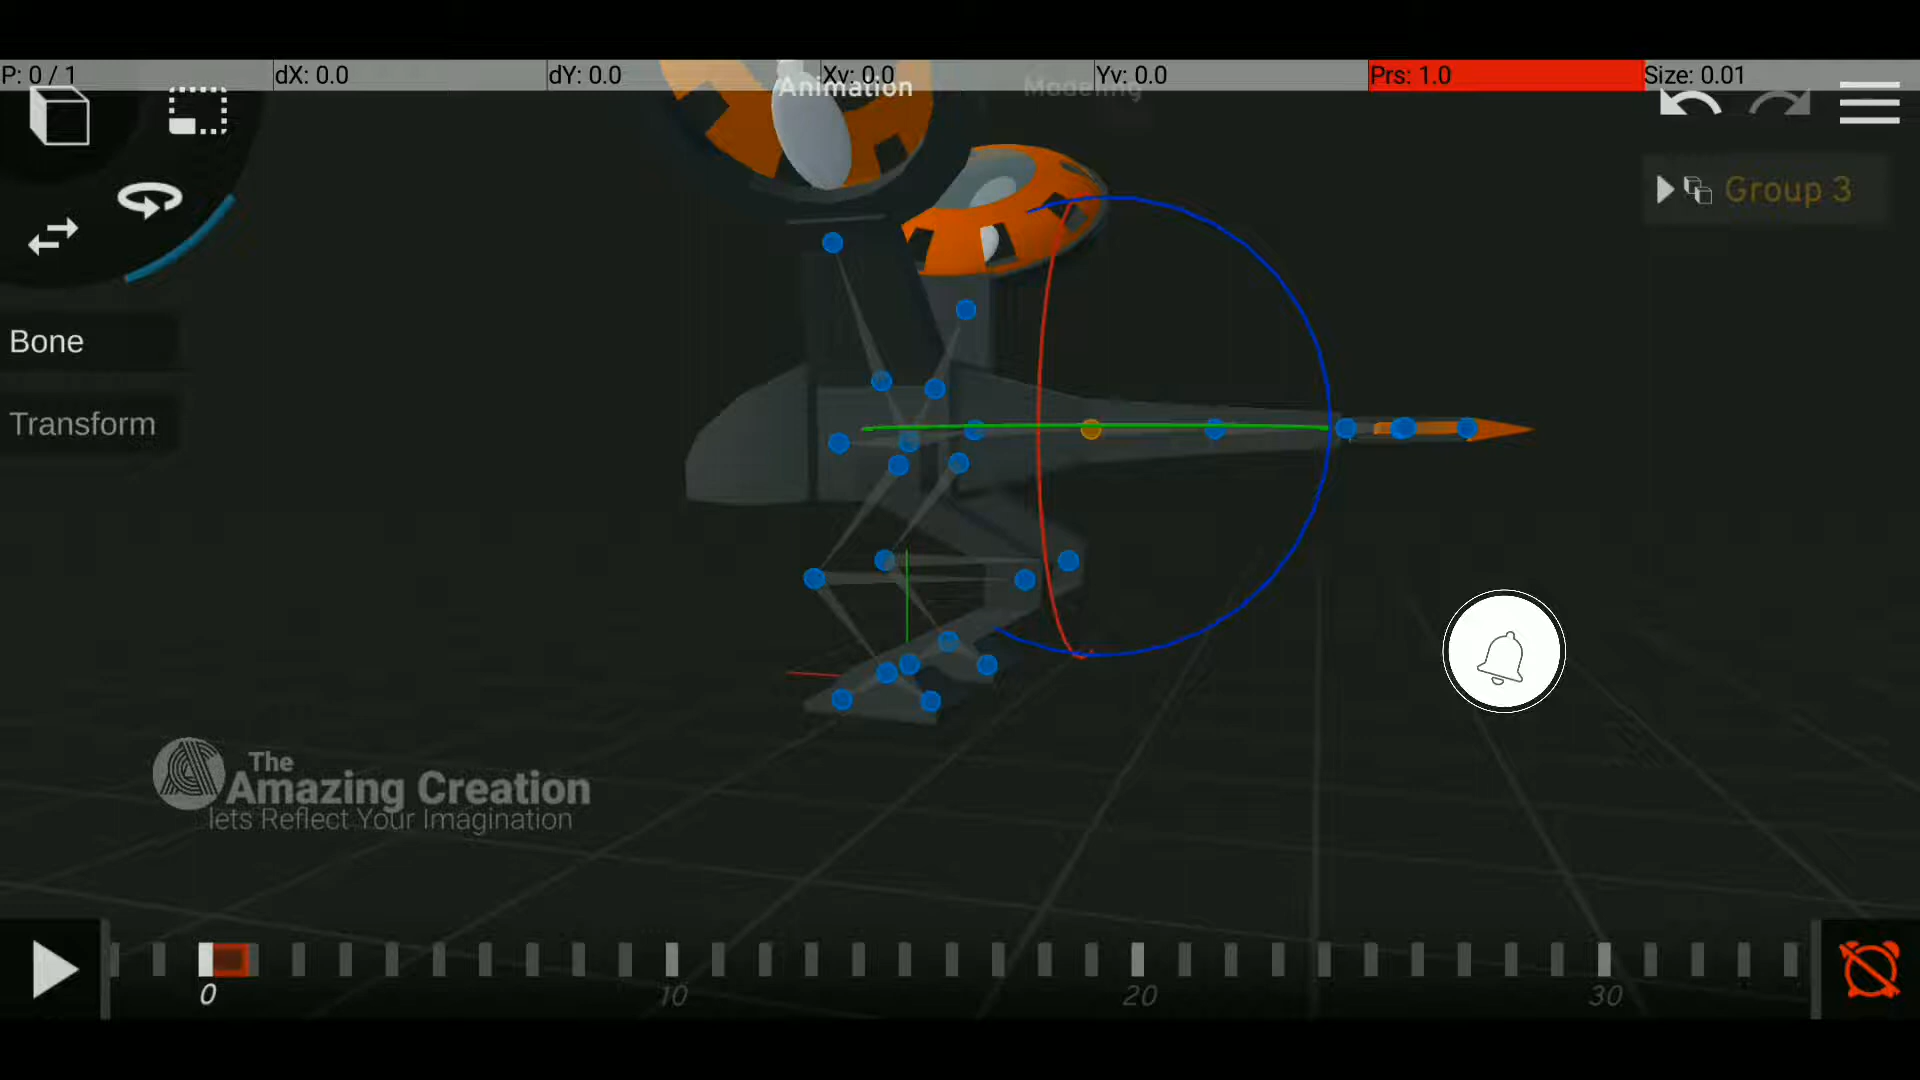 P: 0 / 1
dX: 0.0
dY: 0.0
Xv: 0.0
Yv: 0.0
Prs: 1.0
Size: 0.01
Animation
Modeling
Group 3
Bone
Transform
The
Amazing Creation
lets Reflect Your Imagination
0
10
20
30